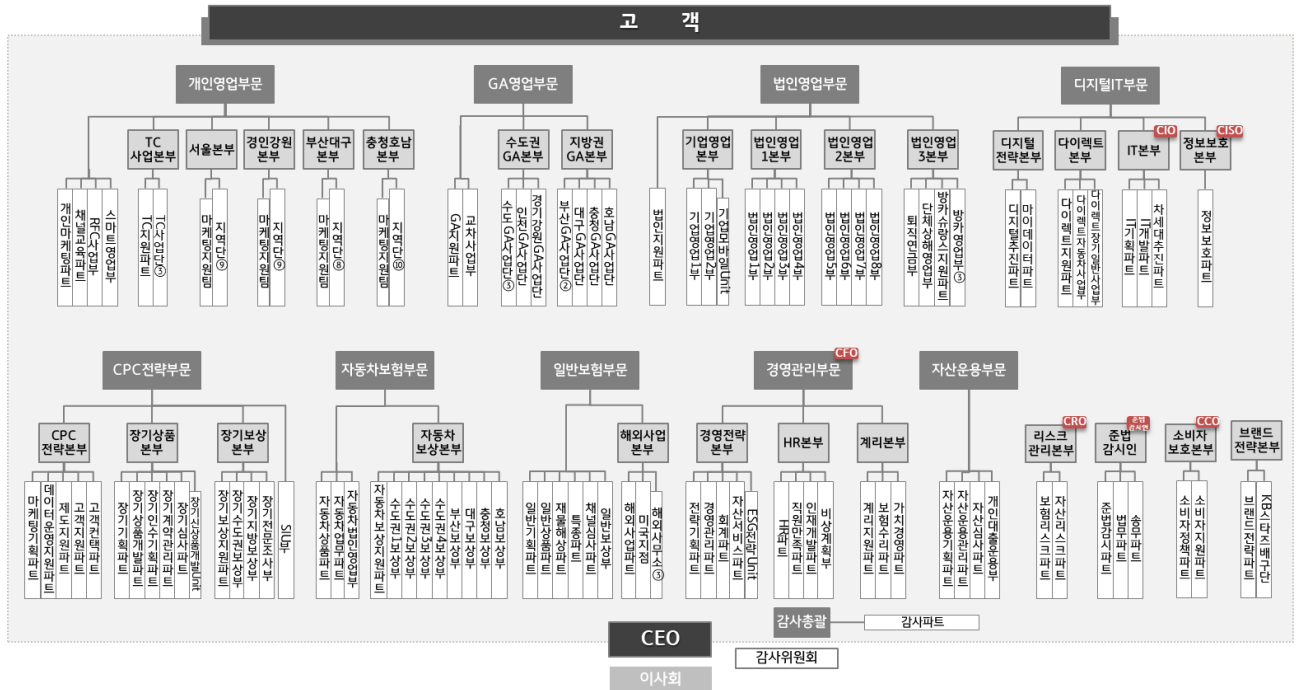 고 객
개인영업부문
GA영업부문
법인영업부문
디지털IT부문
TC
사업본부
서울본부
경인강원
본부
부산대구
본부
충청호남
본부
수도권
GA본부
지방권
GA본부
기업영업
본부
법인영업
1본부
법인영업
2본부
법인영업
3본부
디지털
전략본부
다이렉트
본부
CIO
IT본부
CISO
정보보호
본부
개인마케팅파트
채널교육파트
RFC사업부
스마트영업부
TC지원파트
TC사업단③
마케팅지원팀
지역단⑨
마케팅지원팀
지역단⑨
마케팅지원팀
지역단⑧
마케팅지원팀
지역단⑩
GA지원파트
교차사업부
수도GA사업단③
인천GA사업단
경기강원GA사업단
부산GA사업단②
대구GA사업단
충청GA사업단
호남GA사업단
법인지원파트
기업영업1부
기업영업2부
기업모바일Unit
법인영업1부
법인영업2부
법인영업3부
법인영업4부
법인영업5부
법인영업6부
법인영업7부
법인영업8부
퇴직연금부
단체상해영업부
방카슈랑스지원파트
방카영업부③
디지털추진파트
마이데이터파트
다이렉트지원파트
다이렉트자동차사업부
다이렉트장기일반사업부
IT기획파트
IT개발파트
차세대추진파트
정보보호파트
CPC전략부문
자동차보험부문
일반보험부문
CFO
경영관리부문
자산운용부문
CPC
전략본부
장기상품
본부
장기보상
본부
자동차
보상본부
해외사업
본부
경영전략
본부
HR본부
계리본부
CRO
리스크
관리본부
준법
감시인
준법
감시인
CCO
소비자
보호본부
브랜드
전략본부
마케팅기획파트
데이터운영지원파트
제도지원파트
고객지원파트
고객컨택파트
장기기획파트
장기상품개발파트
장기인수기획파트
장기계약관리파트
장기심사파트
장기신상품개발Unit
장기보상지원파트
장기수도권보상부
장기지방보상부
장기전문조사부
SIU부
자동차상품파트
자동차업무파트
자동차법인영업부
자동차보상지원파트
수도권1보상부
수도권2보상부
수도권3보상부
수도권4보상부
부산보상부
대구보상부
충청보상부
호남보상부
일반기획파트
일반상품파트
재물해상파트
특종파트
채널심사파트
일반보상부
해외사업파트
미국지점
해외사무소③
전략기획파트
경영관리파트
회계파트
자산서비스파트
ESG전략Unit
HR파트
직원만족파트
인재개발파트
비상계획부
계리지원파트
보험수리파트
가치경영파트
자산운용기획파트
자산운용관리파트
자산심사파트
개인대출운용부
보험리스크파트
자산리스크파트
준법감시파트
법무파트
송무파트
소비자정책파트
소비자지원파트
브랜드전략파트
KB스타즈배구단
감사총괄
감사파트
CEO
감사위원회
이사회